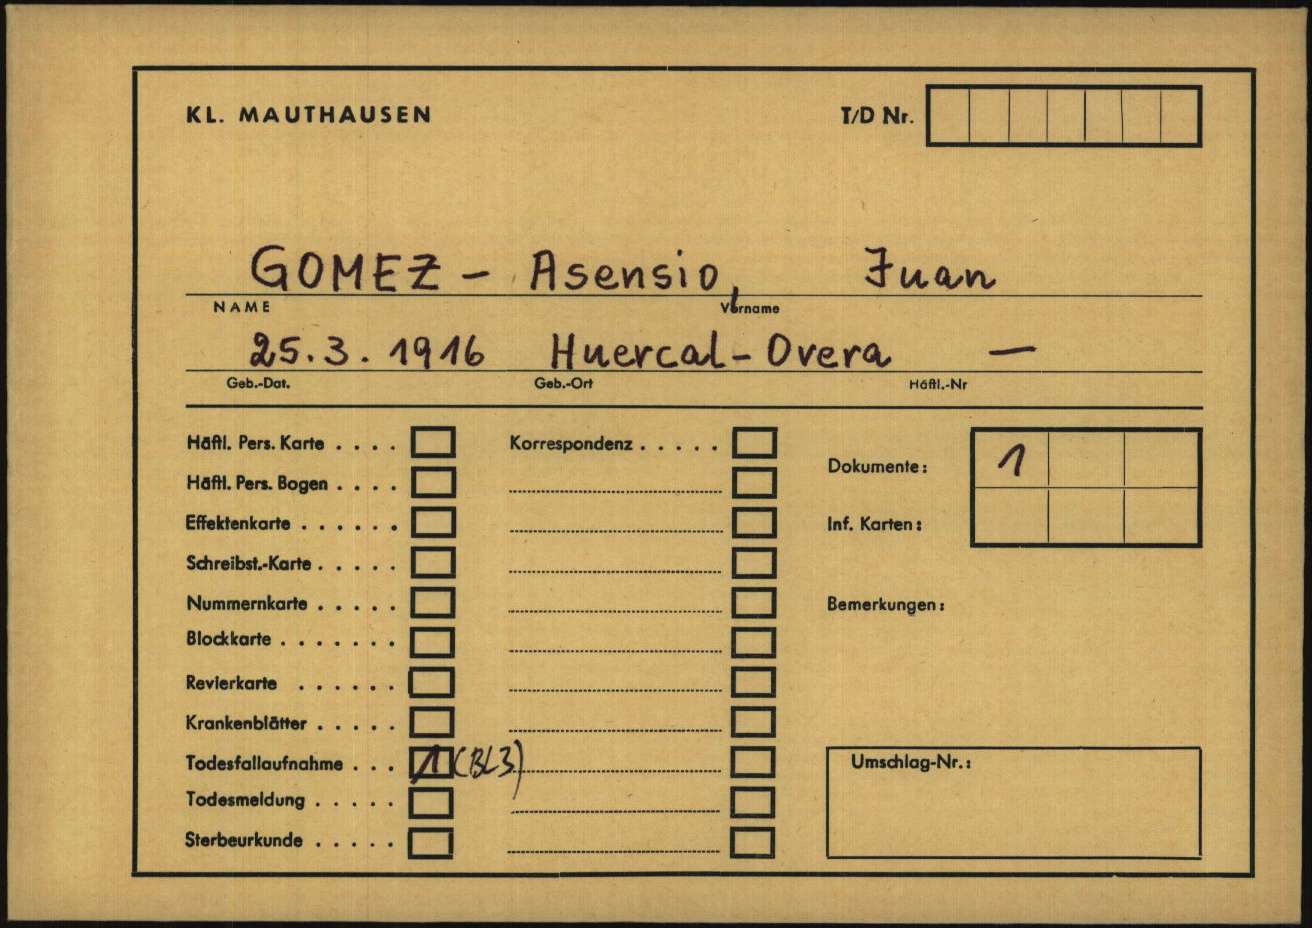 KL. MAUTHAUSEN T/D Nr.
GOMEZ - Asensio, Juan
NAME Vorname
25.3.1916 Huercal-Overa —
Geb.-Dat. Geb.-Ort Häftl.-Nr
Häftl. Pers. Karte . . . . Korrespondenz . . . . .
Dokumente: 1
Häftl. Pers. Bogen . . . .
Effektenkarte . . . . . .
Inf. Karten:
Schreibst.-Karte . . . . .
Nummernkarte . . . . .
Bemerkungen:
Blockkarte . . . . . . .
Revierkarte . . . . . .
Krankenblätter . . . . .
Todesfallaufnahme . . . 1 (BL3)
Umschlag-Nr.:
Todesmeldung . . . . .
Sterbeurkunde . . . . .